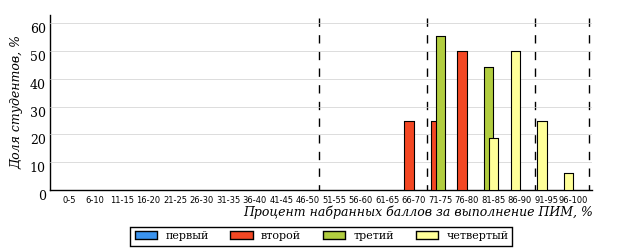 Доля студентов, %
60
50
40
30
20
10
0
0-5 6-10 11-15 16-20 21-25 26-30 31-35 36-40 41-45 46-50 51-55 56-60 61-65 66-70 71-75 76-80 81-85 86-90 91-95 96-100
Процент набранных баллов за выполнение ПИМ, %
первый второй третий четвертый